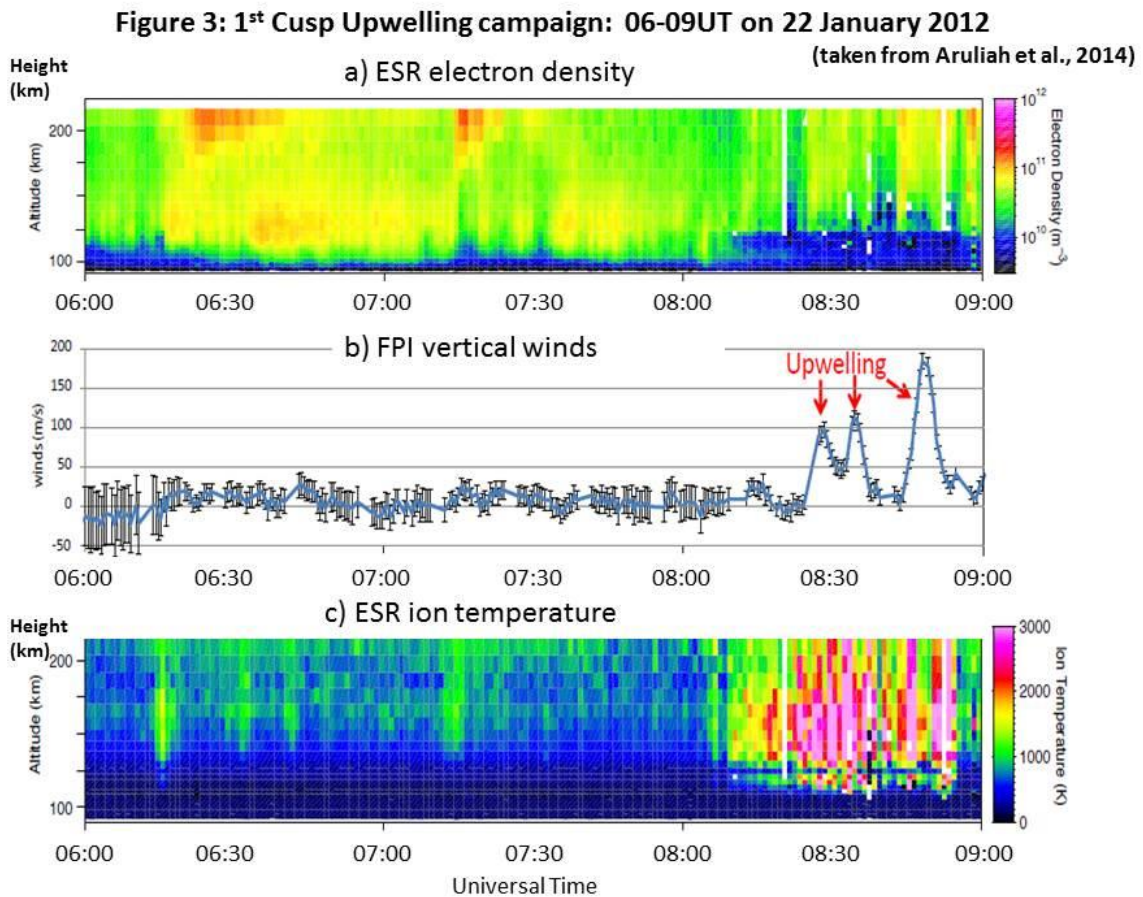 Figure 3: 1st Cusp Upwelling campaign: 06-09UT on 22 January 2012
(taken from Aruliah et al., 2014)
Height
(km)
a) ESR electron density
Altitude (km)
200
100
10^12
10^11
10^10
Electron Density (m^-3)
06:00 06:30 07:00 07:30 08:00 08:30 09:00
b) FPI vertical winds
winds (m/s)
200
150
100
50
0
-50
Upwelling
06:00 06:30 07:00 07:30 08:00 08:30 09:00
c) ESR ion temperature
Height
(km)
Altitude (km)
200
100
3000
2000
1000
0
Ion Temperature (K)
06:00 06:30 07:00 07:30 08:00 08:30 09:00
Universal Time